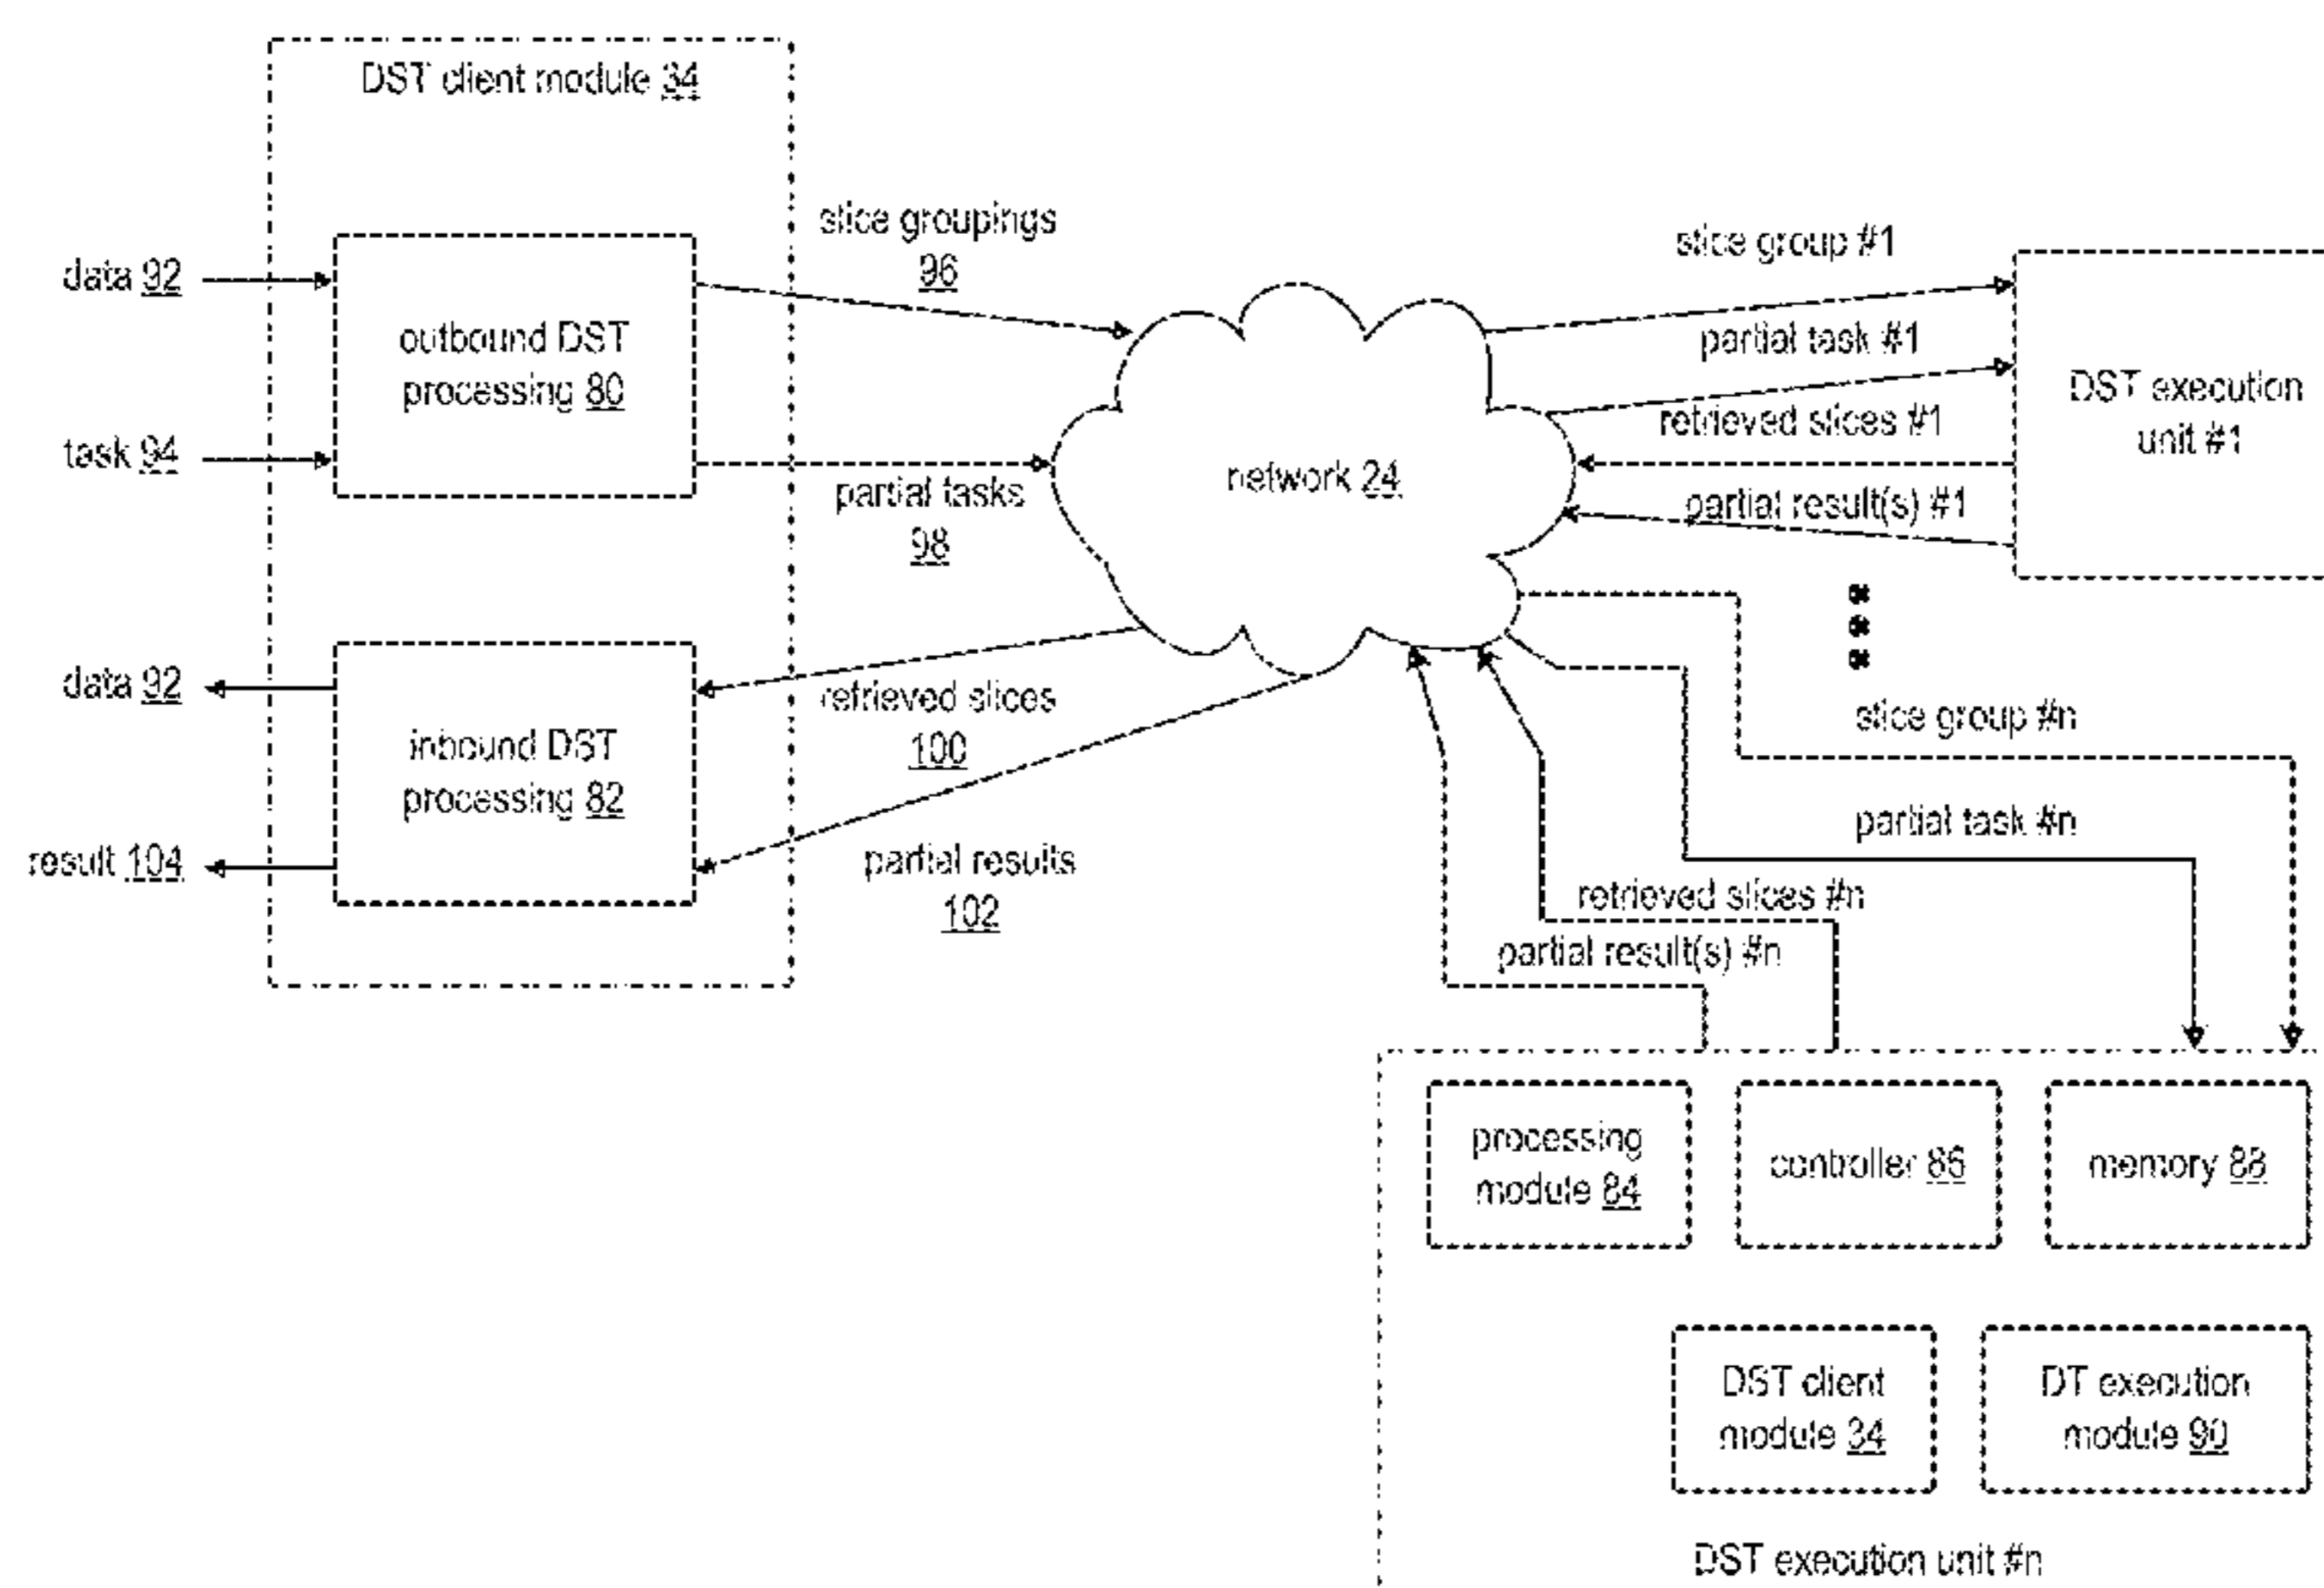 DST client module 34
data 92
outbound DST
processing 80
task 94
slice groupings
96
partial tasks
98
network 24
slice group #1
partial task #1
retrieved slices #1
partial result(s) #1
DST execution
unit #1
data 92
inbound DST
processing 82
result 104
retrieved slices
100
partial results
102
slice group #n
partial task #n
retrieved slices #n
partial result(s) #n
processing
module 84
controller 86
memory 88
DST client
module 34
DT execution
module 90
DST execution unit #n